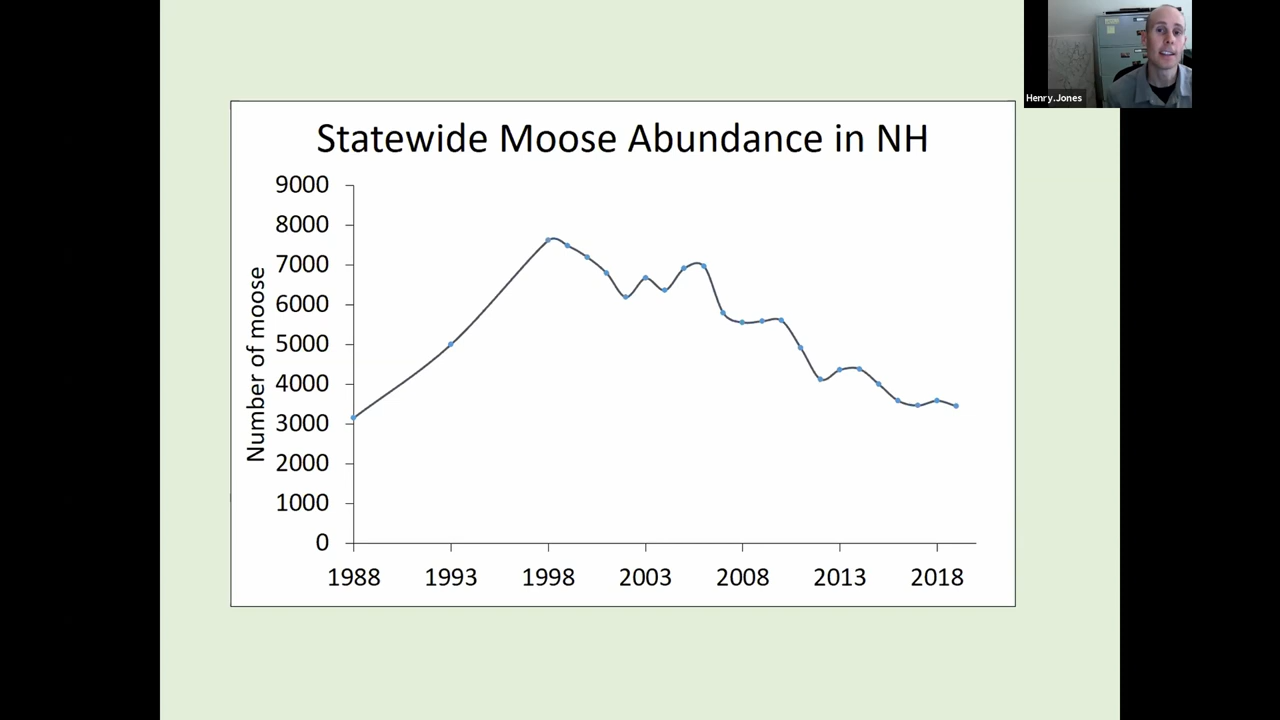 Henry.Jones
Statewide Moose Abundance in NH
Number of moose
9000
8000
7000
6000
5000
4000
3000
2000
1000
0
1988 1993 1998 2003 2008 2013 2018